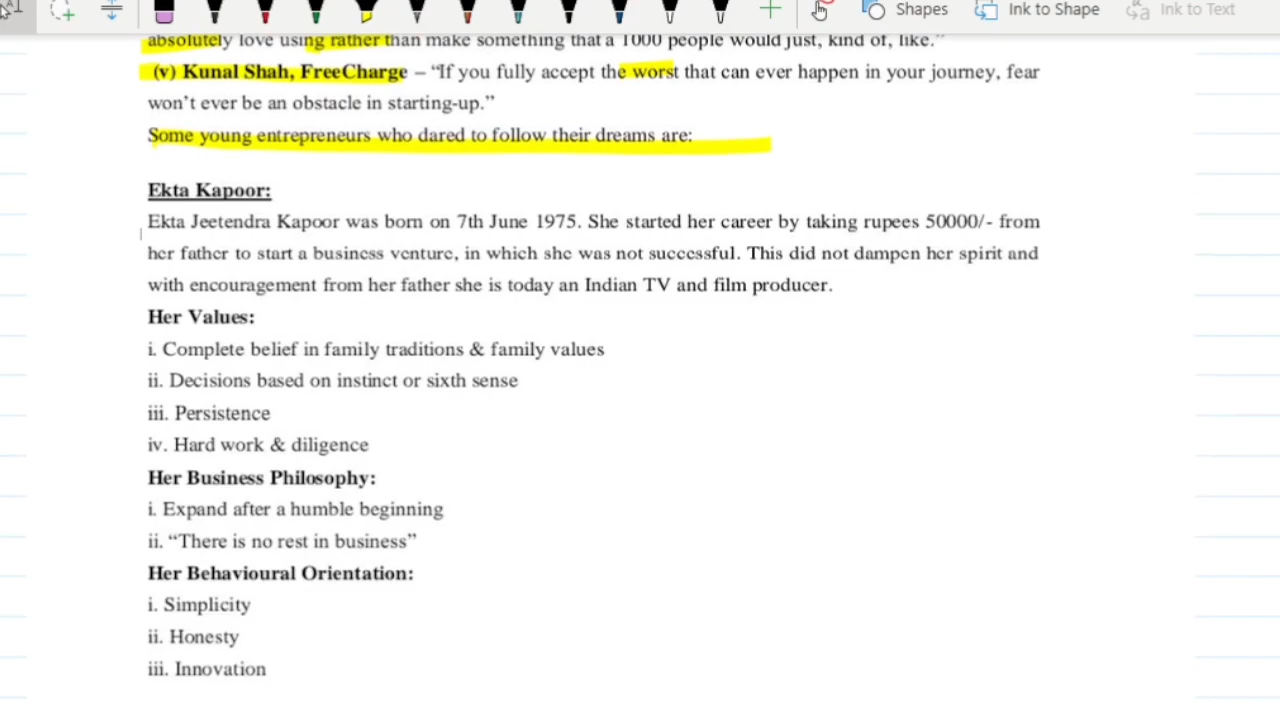 Shapes Ink to Shape Ink to Text
absolutely love using rather than make something that a 1000 people would just, kind of, like.”
(v) Kunal Shah, FreeCharge – “If you fully accept the worst that can ever happen in your journey, fear
won’t ever be an obstacle in starting-up.”
Some young entrepreneurs who dared to follow their dreams are:
Ekta Kapoor:
Ekta Jeetendra Kapoor was born on 7th June 1975. She started her career by taking rupees 50000/- from
her father to start a business venture, in which she was not successful. This did not dampen her spirit and
with encouragement from her father she is today an Indian TV and film producer.
Her Values:
i. Complete belief in family traditions & family values
ii. Decisions based on instinct or sixth sense
iii. Persistence
iv. Hard work & diligence
Her Business Philosophy:
i. Expand after a humble beginning
ii. “There is no rest in business”
Her Behavioural Orientation:
i. Simplicity
ii. Honesty
iii. Innovation